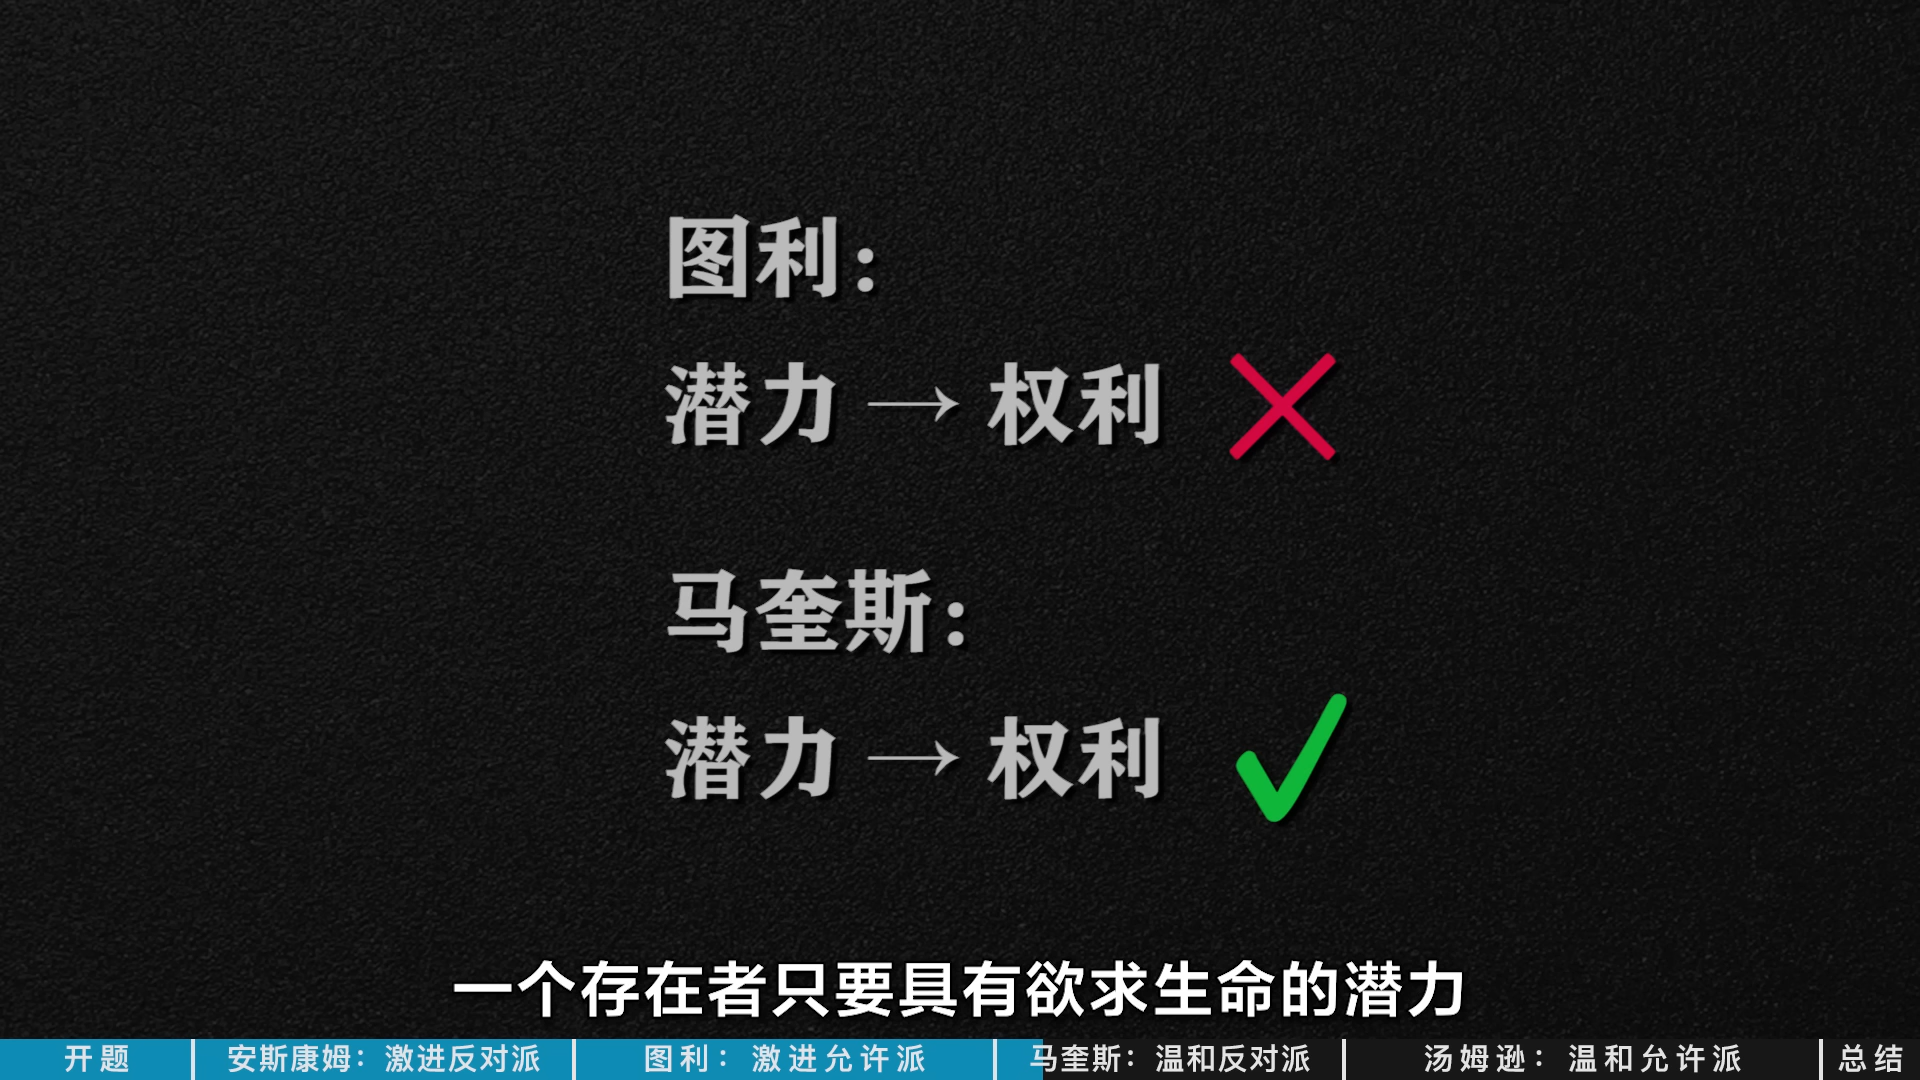 图利：
潜力 → 权利
马奎斯：
潜力 → 权利
一个存在者只要具有欲求生命的潜力
开题 安斯康姆：激进反对派 图利：激进允许派 马奎斯：温和反对派 汤姆逊：温和允许派 总结